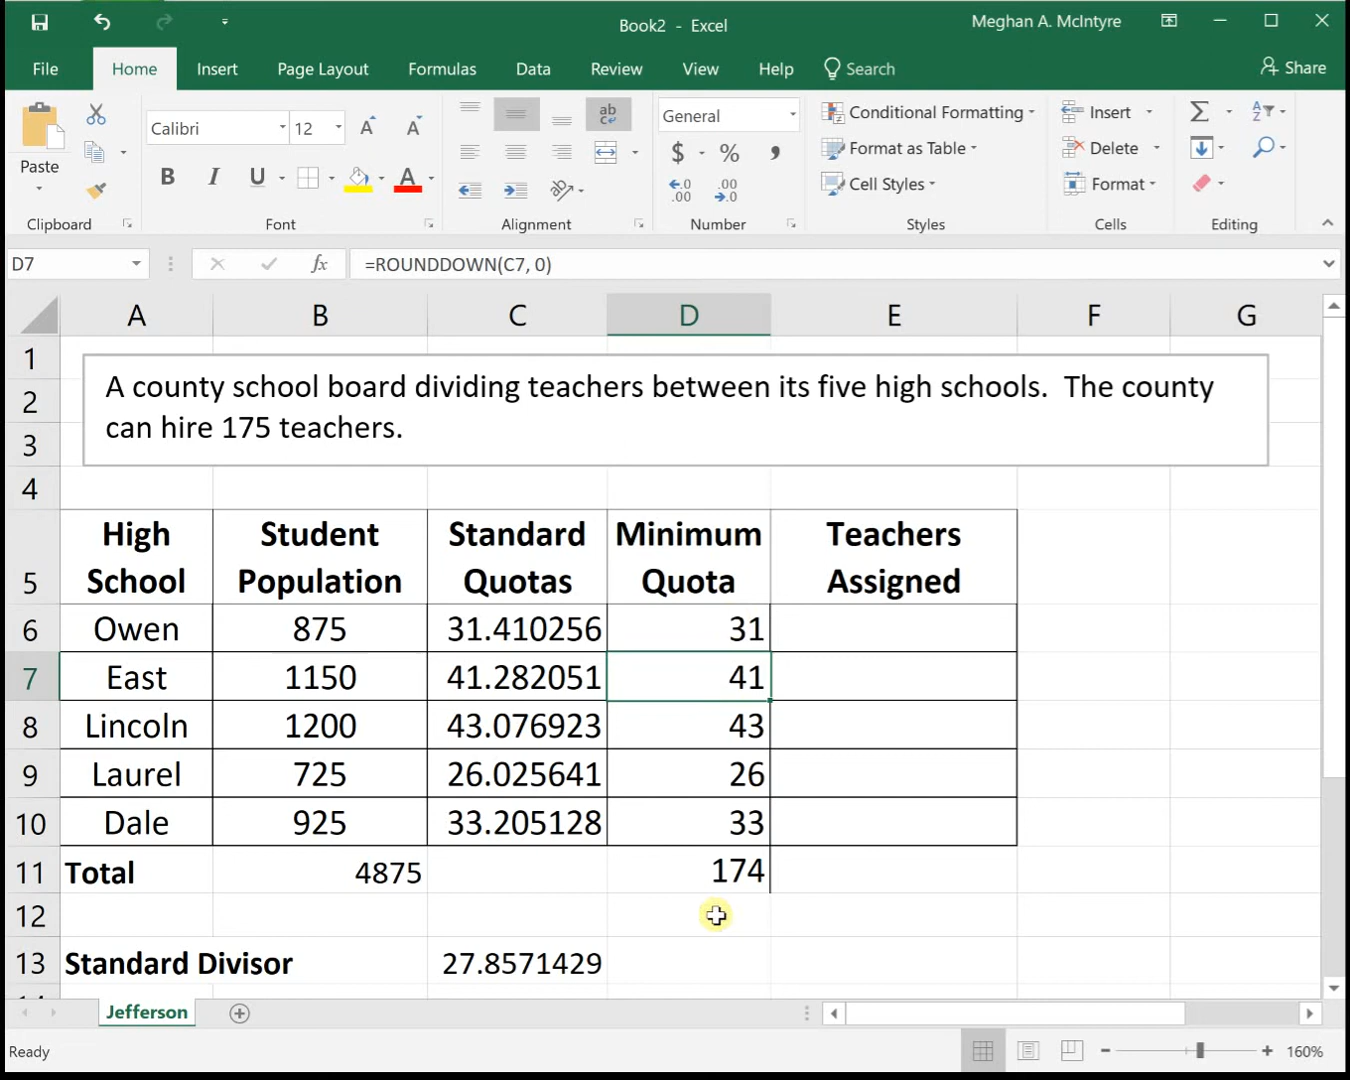 Book2 - Excel
Meghan A. McIntyre
File Home Insert Page Layout Formulas Data Review View Help Search Share
Paste
Calibri 12 A A
General
Conditional Formatting
Insert
B I U A
ab
$ % ,
Format as Table
Delete
.0 .00
.00 .0
Cell Styles
Format
Clipboard Font Alignment Number Styles Cells Editing
D7 fx =ROUNDDOWN(C7, 0)
A B C D E F G
1
2
3
4
A county school board dividing teachers between its five high schools. The county
can hire 175 teachers.
High Student Standard Minimum Teachers
5 School Population Quotas Quota Assigned
6 Owen 875 31.410256 31
7 East 1150 41.282051 41
8 Lincoln 1200 43.076923 43
9 Laurel 725 26.025641 26
10 Dale 925 33.205128 33
11 Total 4875 174
12
13 Standard Divisor 27.8571429
Jefferson
Ready 160%